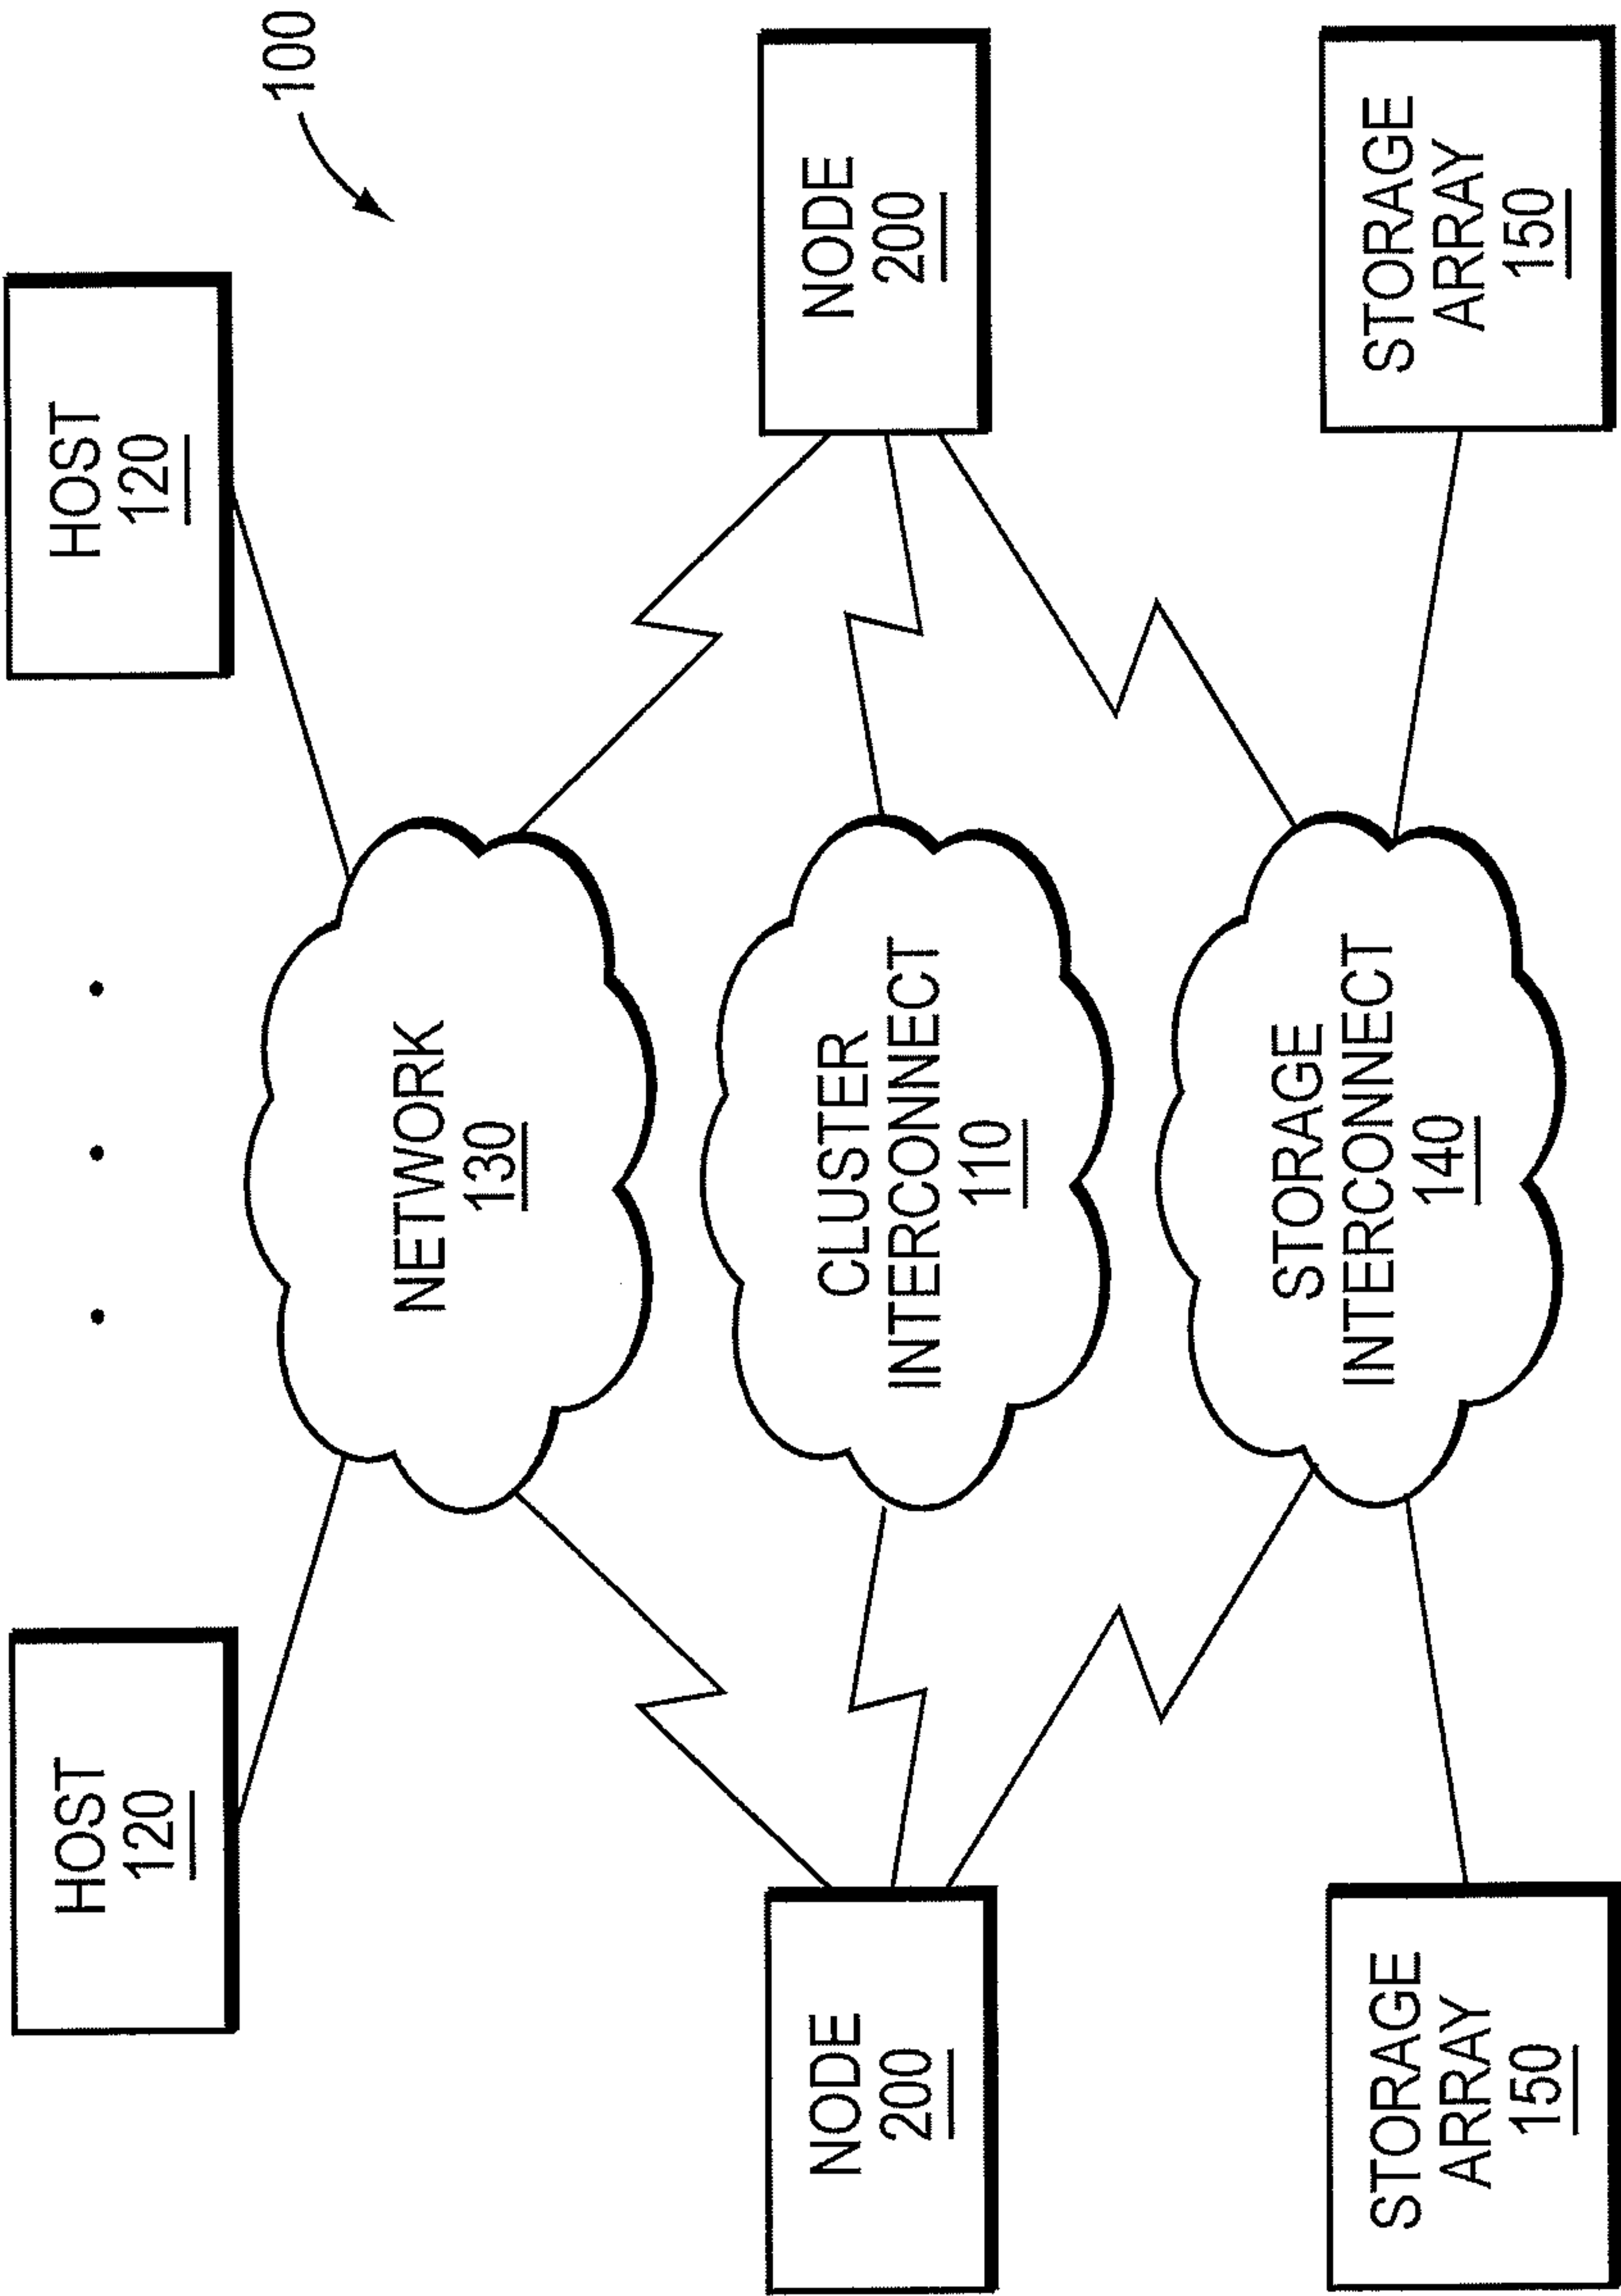 HOST
120
HOST
120
100
NETWORK
130
NODE
200
CLUSTER
INTERCONNECT
110
NODE
200
STORAGE
INTERCONNECT
140
STORAGE
ARRAY
150
STORAGE
ARRAY
150